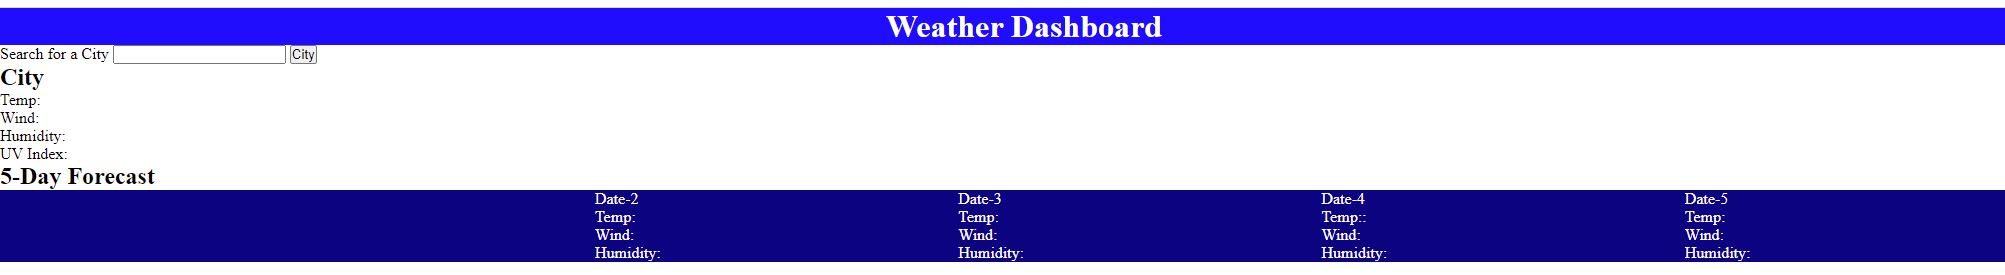 Weather Dashboard
Search for a City City
City
Temp:
Wind:
Humidity:
UV Index:
5-Day Forecast
Date-2 Date-3 Date-4 Date-5
Temp: Temp: Temp:: Temp:
Wind: Wind: Wind: Wind:
Humidity: Humidity: Humidity: Humidity: